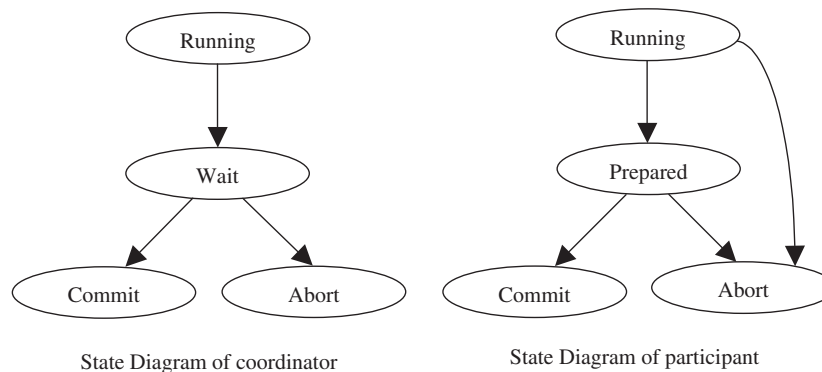 Running
Wait
Commit
Abort
State Diagram of coordinator
Running
Prepared
Commit
Abort
State Diagram of participant